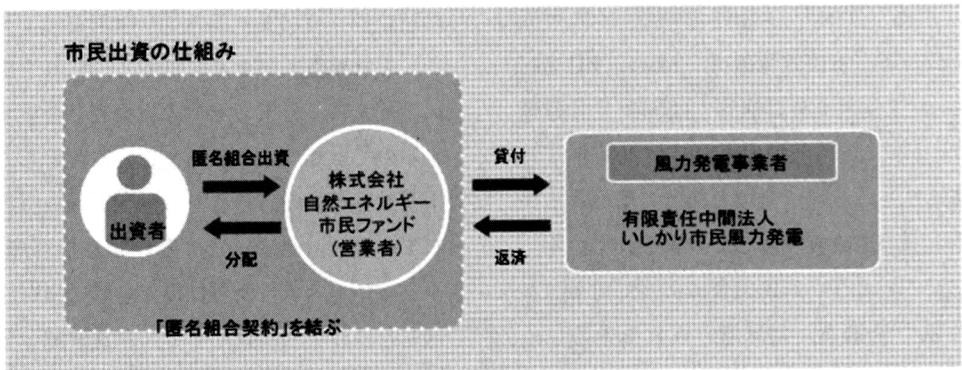 市民出資の仕組み
出資者
匿名組合出資
分配
株式会社
自然エネルギー
市民ファンド
(営業者)
「匿名組合契約」を結ぶ
貸付
返済
風力発電事業者
有限責任中間法人
いしかり市民風力発電